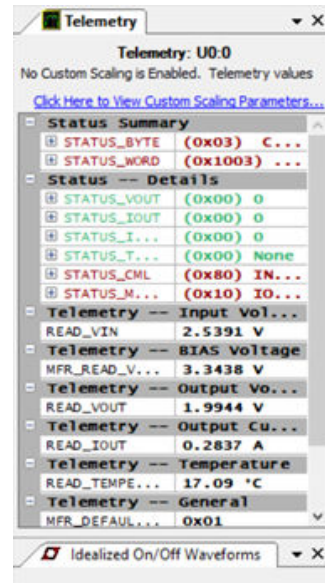 Telemetry
Telemetry: U0:0
No Custom Scaling is Enabled. Telemetry values
Click Here to View Custom Scaling Parameters...
Status Summary
STATUS_BYTE (0x03) C...
STATUS_WORD (0x1003) ...
Status -- Details
STATUS_VOUT (0x00) 0
STATUS_IOUT (0x00) 0
STATUS_I... (0x00) 0
STATUS_T... (0x00) None
STATUS_CML (0x80) IN...
STATUS_M... (0x10) IO...
Telemetry -- Input Vol...
READ_VIN 2.5391 V
Telemetry -- BIAS Voltage
MFR_READ_V... 3.3438 V
Telemetry -- Output Vo...
READ_VOUT 1.9944 V
Telemetry -- Output Cu...
READ_IOUT 0.2837 A
Telemetry -- Temperature
READ_TEMPE... 17.09 °C
Telemetry -- General
MFR_DEFAUL... 0x01
Idealized On/Off Waveforms